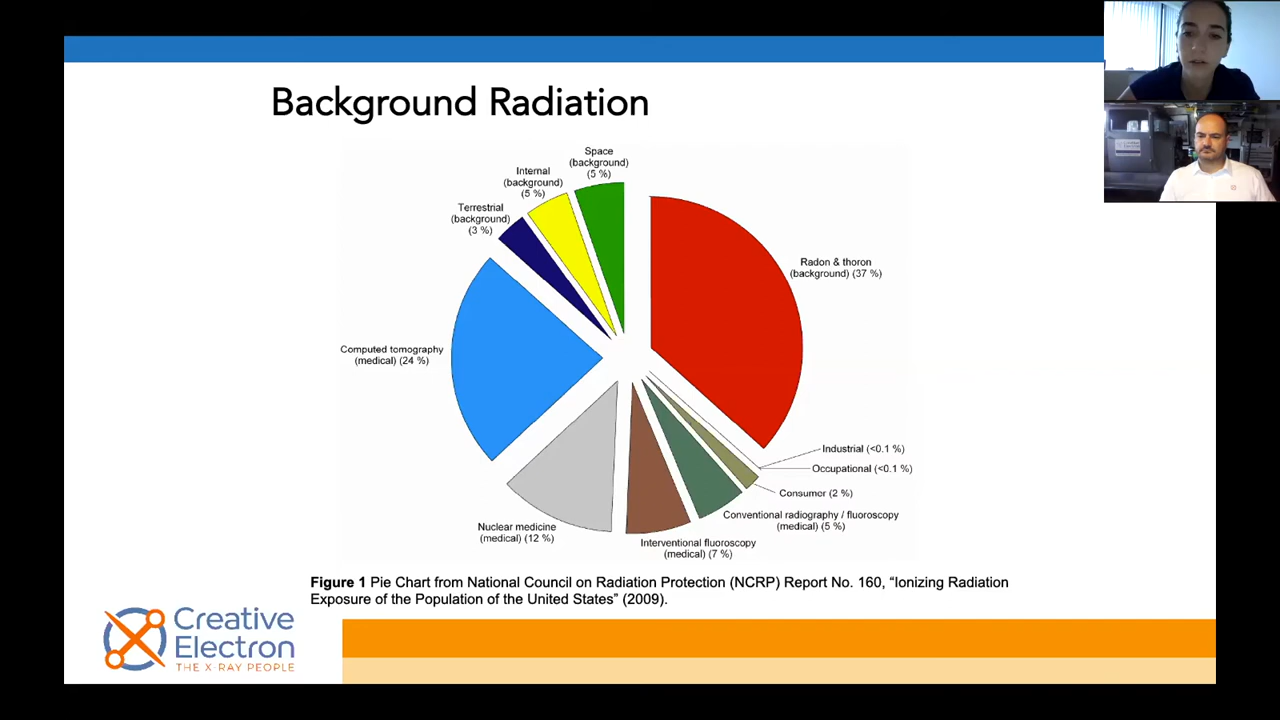 Background Radiation
Space
(background)
(5 %)
Internal
(background)
(5 %)
Terrestrial
(background)
(3 %)
Radon & thoron
(background) (37 %)
Computed tomography
(medical) (24 %)
Industrial (<0.1 %)
Occupational (<0.1 %)
Consumer (2 %)
Conventional radiography / fluoroscopy
(medical) (5 %)
Nuclear medicine
(medical) (12 %)
Interventional fluoroscopy
(medical) (7 %)
Figure 1 Pie Chart from National Council on Radiation Protection (NCRP) Report No. 160, “Ionizing Radiation
Exposure of the Population of the United States” (2009).
Creative
Electron
THE X-RAY PEOPLE